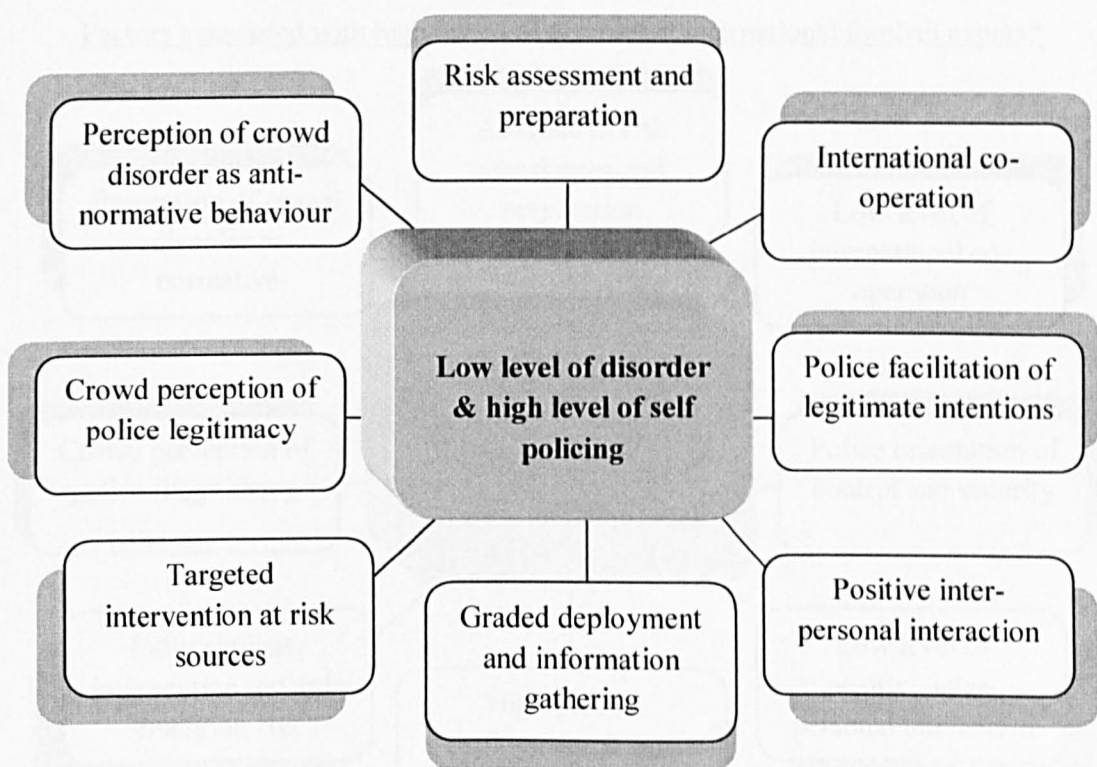 Risk assessment and
preparation
Perception of crowd
disorder as anti-
normative behaviour
International co-
operation
Low level of disorder
& high level of self
policing
Crowd perception of
police legitimacy
Police facilitation of
legitimate intentions
Targeted
intervention at risk
sources
Graded deployment
and information
gathering
Positive inter-
personal interaction